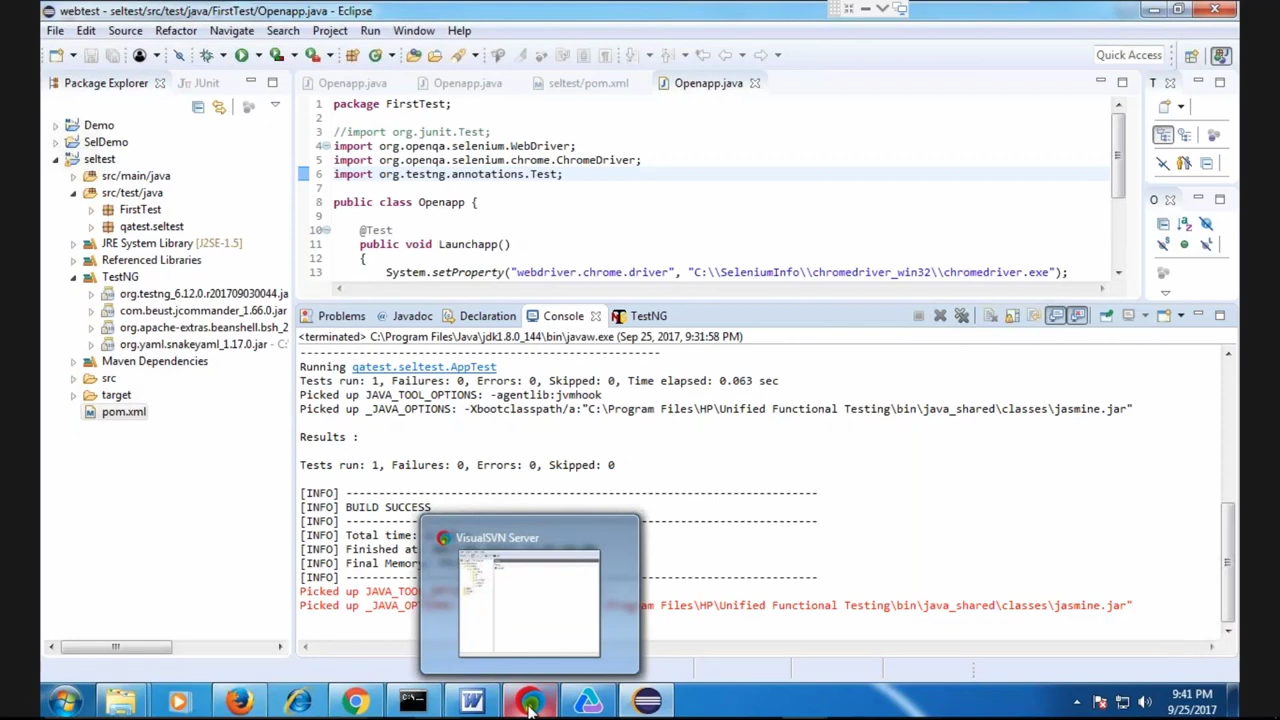 webtest - seltest/src/test/java/FirstTest/Openapp.java - Eclipse
File Edit Source Refactor Navigate Search Project Run Window Help
Quick Access
Package Explorer
JUnit
Openapp.java
Openapp.java
seltest/pom.xml
Openapp.java
T
Demo
SelDemo
seltest
src/main/java
src/test/java
FirstTest
qatest.seltest
JRE System Library [J2SE-1.5]
Referenced Libraries
TestNG
org.testng_6.12.0.r201709030044.ja
com.beust.jcommander_1.66.0.jar
org.apache-extras.beanshell.bsh_2
org.yaml.snakeyaml_1.17.0.jar - C:
Maven Dependencies
src
target
pom.xml
1 package FirstTest;
2
3 //import org.junit.Test;
4 import org.openqa.selenium.WebDriver;
5 import org.openqa.selenium.chrome.ChromeDriver;
6 import org.testng.annotations.Test;
7
8 public class Openapp {
9
10 @Test
11 public void Launchapp()
12 {
13 System.setProperty("webdriver.chrome.driver", "C:\\SeleniumInfo\\chromedriver_win32\\chromedriver.exe");
O
Problems Javadoc Declaration Console TestNG
<terminated> C:\Program Files\Java\jdk1.8.0_144\bin\javaw.exe (Sep 25, 2017, 9:31:58 PM)
-------------------------------------------------------
Running qatest.seltest.AppTest
Tests run: 1, Failures: 0, Errors: 0, Skipped: 0, Time elapsed: 0.063 sec
Picked up JAVA_TOOL_OPTIONS: -agentlib:jvmhook
Picked up _JAVA_OPTIONS: -Xbootclasspath/a:"C:\Program Files\HP\Unified Functional Testing\bin\java_shared\classes\jasmine.jar"
Results :
Tests run: 1, Failures: 0, Errors: 0, Skipped: 0
[INFO] ------------------------------------------------------------------------
[INFO] BUILD SUCCESS
[INFO] ------------------------------------------------------------------------
[INFO] Total time:
[INFO] Finished at
[INFO] Final Memor
[INFO] ------------------------------------------------------------------------
Picked up JAVA_TOO
Picked up _JAVA_O rogram Files\HP\Unified Functional Testing\bin\java_shared\classes\jasmine.jar"
VisualSVN Server
9:41 PM
9/25/2017